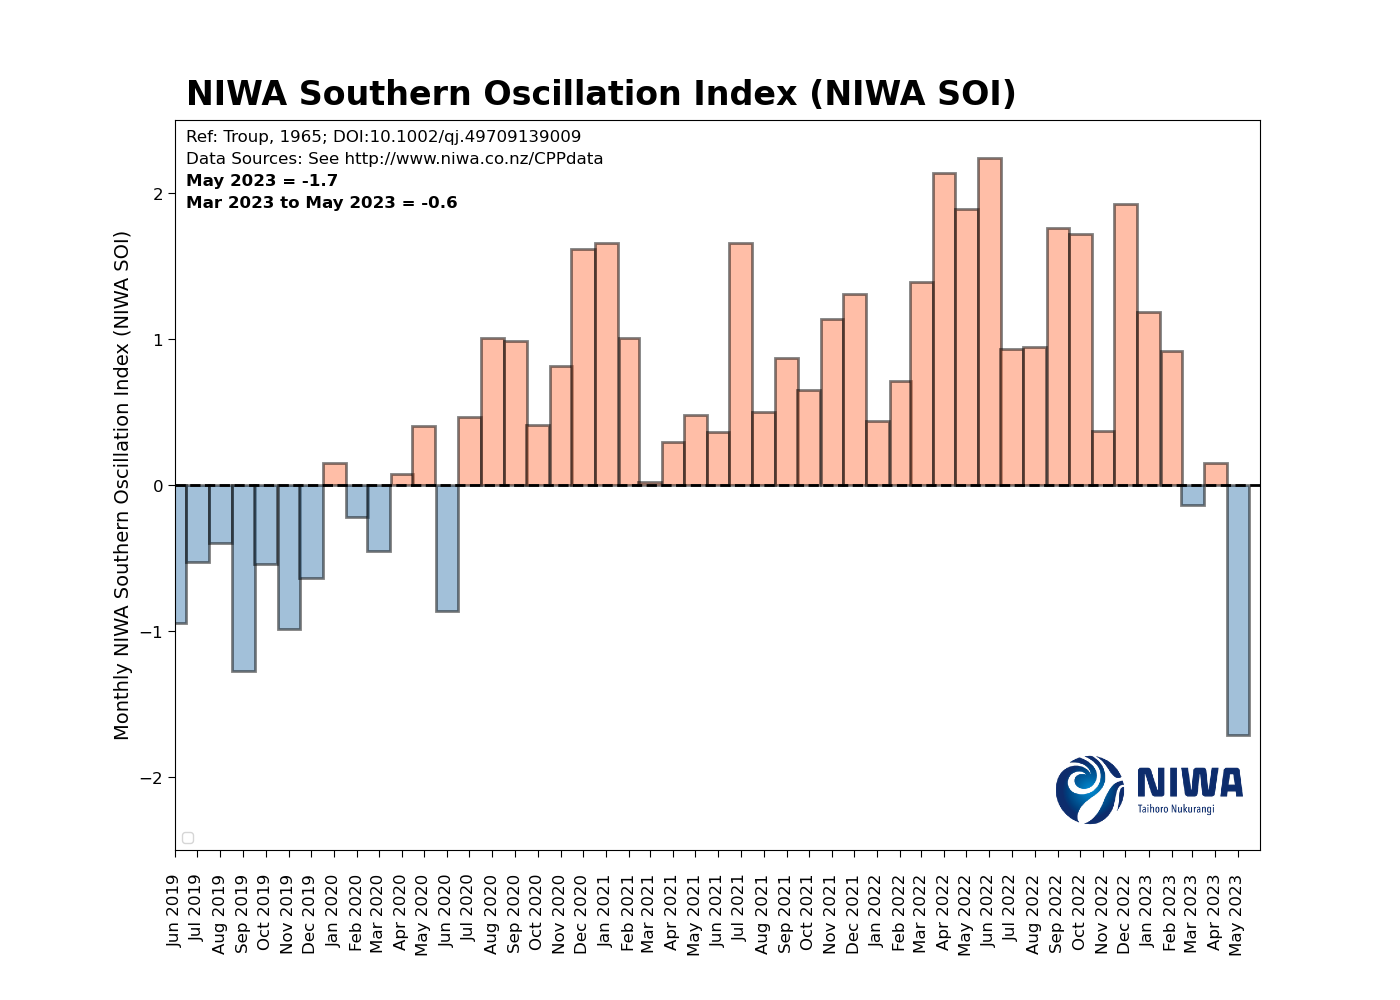 NIWA Southern Oscillation Index (NIWA SOI)
Ref: Troup, 1965; DOI:10.1002/qj.49709139009
Data Sources: See http://www.niwa.co.nz/CPPdata
May 2023 = -1.7
Mar 2023 to May 2023 = -0.6
Monthly NIWA Southern Oscillation Index (NIWA SOI)
2
1
0
−1
−2
NIWA
Taihoro Nukurangi
Jun 2019
Jul 2019
Aug 2019
Sep 2019
Oct 2019
Nov 2019
Dec 2019
Jan 2020
Feb 2020
Mar 2020
Apr 2020
May 2020
Jun 2020
Jul 2020
Aug 2020
Sep 2020
Oct 2020
Nov 2020
Dec 2020
Jan 2021
Feb 2021
Mar 2021
Apr 2021
May 2021
Jun 2021
Jul 2021
Aug 2021
Sep 2021
Oct 2021
Nov 2021
Dec 2021
Jan 2022
Feb 2022
Mar 2022
Apr 2022
May 2022
Jun 2022
Jul 2022
Aug 2022
Sep 2022
Oct 2022
Nov 2022
Dec 2022
Jan 2023
Feb 2023
Mar 2023
Apr 2023
May 2023